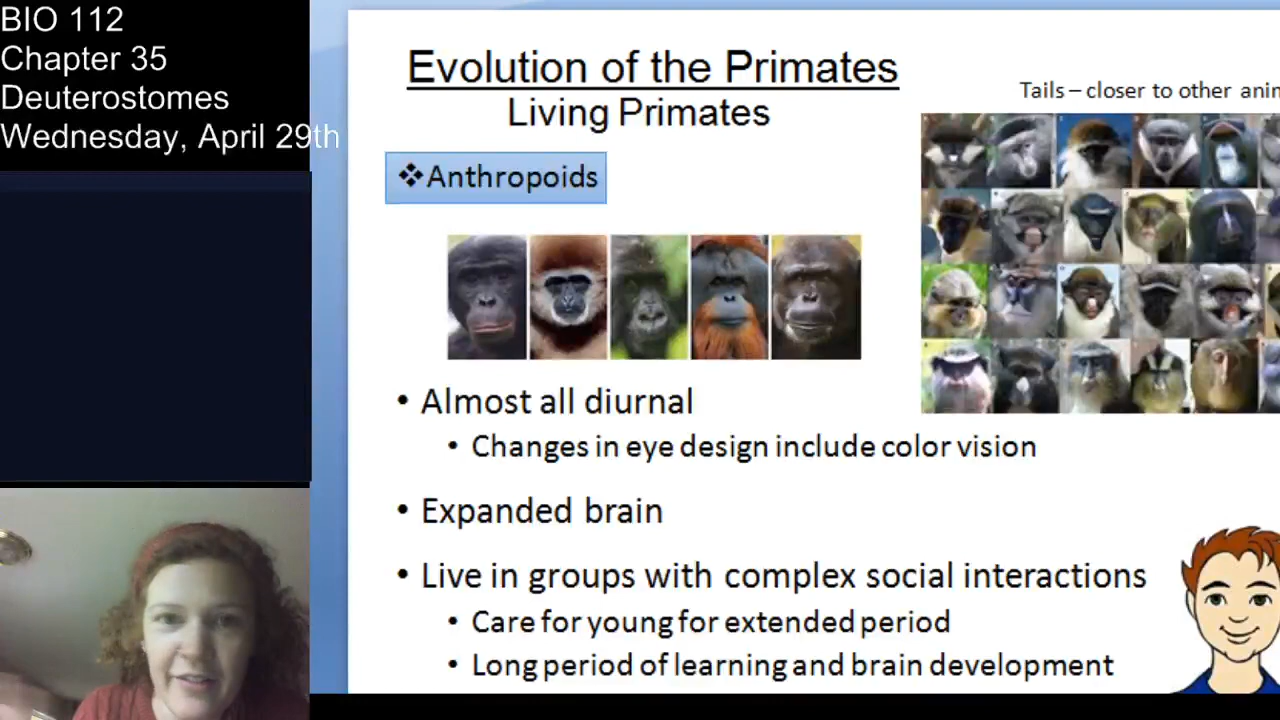 BIO 112
Chapter 35
Deuterostomes
Wednesday, April 29th
Evolution of the Primates
Living Primates
Tails – closer to other
❖Anthropoids
• Almost all diurnal
• Changes in eye design include color vision
• Expanded brain
• Live in groups with complex social interactions
• Care for young for extended period
• Long period of learning and brain development